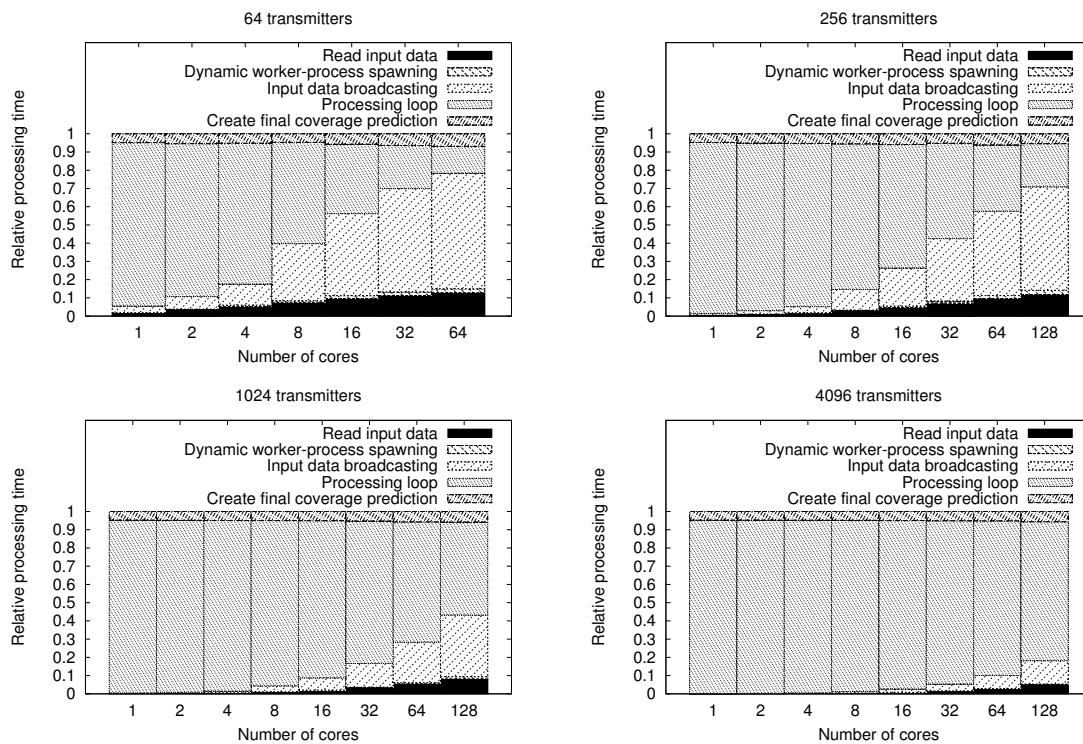 64 transmitters
Relative processing time
Read input data
Dynamic worker-process spawning
Input data broadcasting
Processing loop
Create final coverage prediction
1
0.9
0.8
0.7
0.6
0.5
0.4
0.3
0.2
0.1
0
1 2 4 8 16 32 64
Number of cores
256 transmitters
Relative processing time
Read input data
Dynamic worker-process spawning
Input data broadcasting
Processing loop
Create final coverage prediction
1
0.9
0.8
0.7
0.6
0.5
0.4
0.3
0.2
0.1
0
1 2 4 8 16 32 64 128
Number of cores
1024 transmitters
Relative processing time
Read input data
Dynamic worker-process spawning
Input data broadcasting
Processing loop
Create final coverage prediction
1
0.9
0.8
0.7
0.6
0.5
0.4
0.3
0.2
0.1
0
1 2 4 8 16 32 64 128
Number of cores
4096 transmitters
Relative processing time
Read input data
Dynamic worker-process spawning
Input data broadcasting
Processing loop
Create final coverage prediction
1
0.9
0.8
0.7
0.6
0.5
0.4
0.3
0.2
0.1
0
1 2 4 8 16 32 64 128
Number of cores